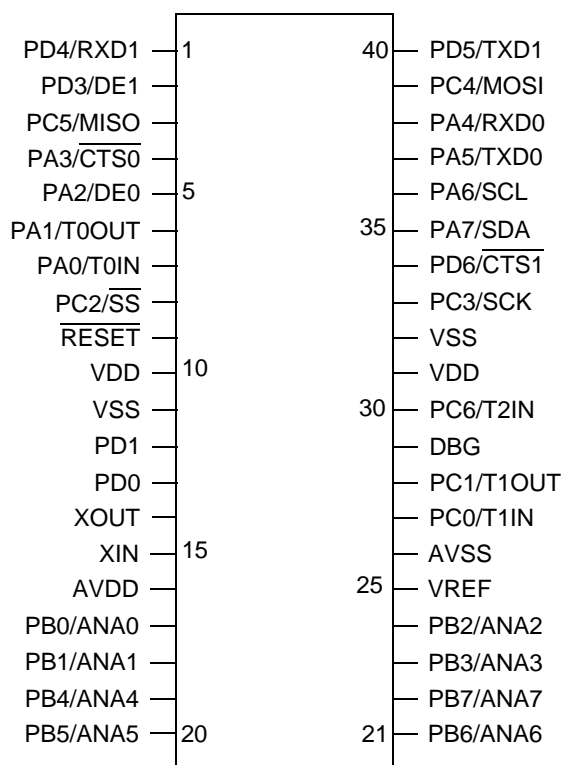 PD4/RXD1 1 40 PD5/TXD1
PD3/DE1 PC4/MOSI
PC5/MISO PA4/RXD0
PA3/CTS0 PA5/TXD0
PA2/DE0 5 PA6/SCL
PA1/T0OUT 35 PA7/SDA
PA0/T0IN PD6/CTS1
PC2/SS PC3/SCK
RESET VSS
VDD 10 VDD
VSS 30 PC6/T2IN
PD1 DBG
PD0 PC1/T1OUT
XOUT PC0/T1IN
XIN 15 AVSS
AVDD 25 VREF
PB0/ANA0 PB2/ANA2
PB1/ANA1 PB3/ANA3
PB4/ANA4 PB7/ANA7
PB5/ANA5 20 21 PB6/ANA6